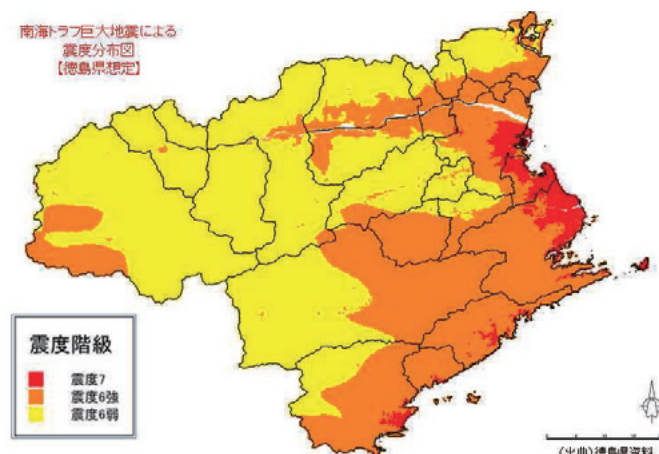 南海トラフ巨大地震による
震度分布図
【徳島県想定】
震度階級
震度7
震度6強
震度6弱
(出典)徳島県資料